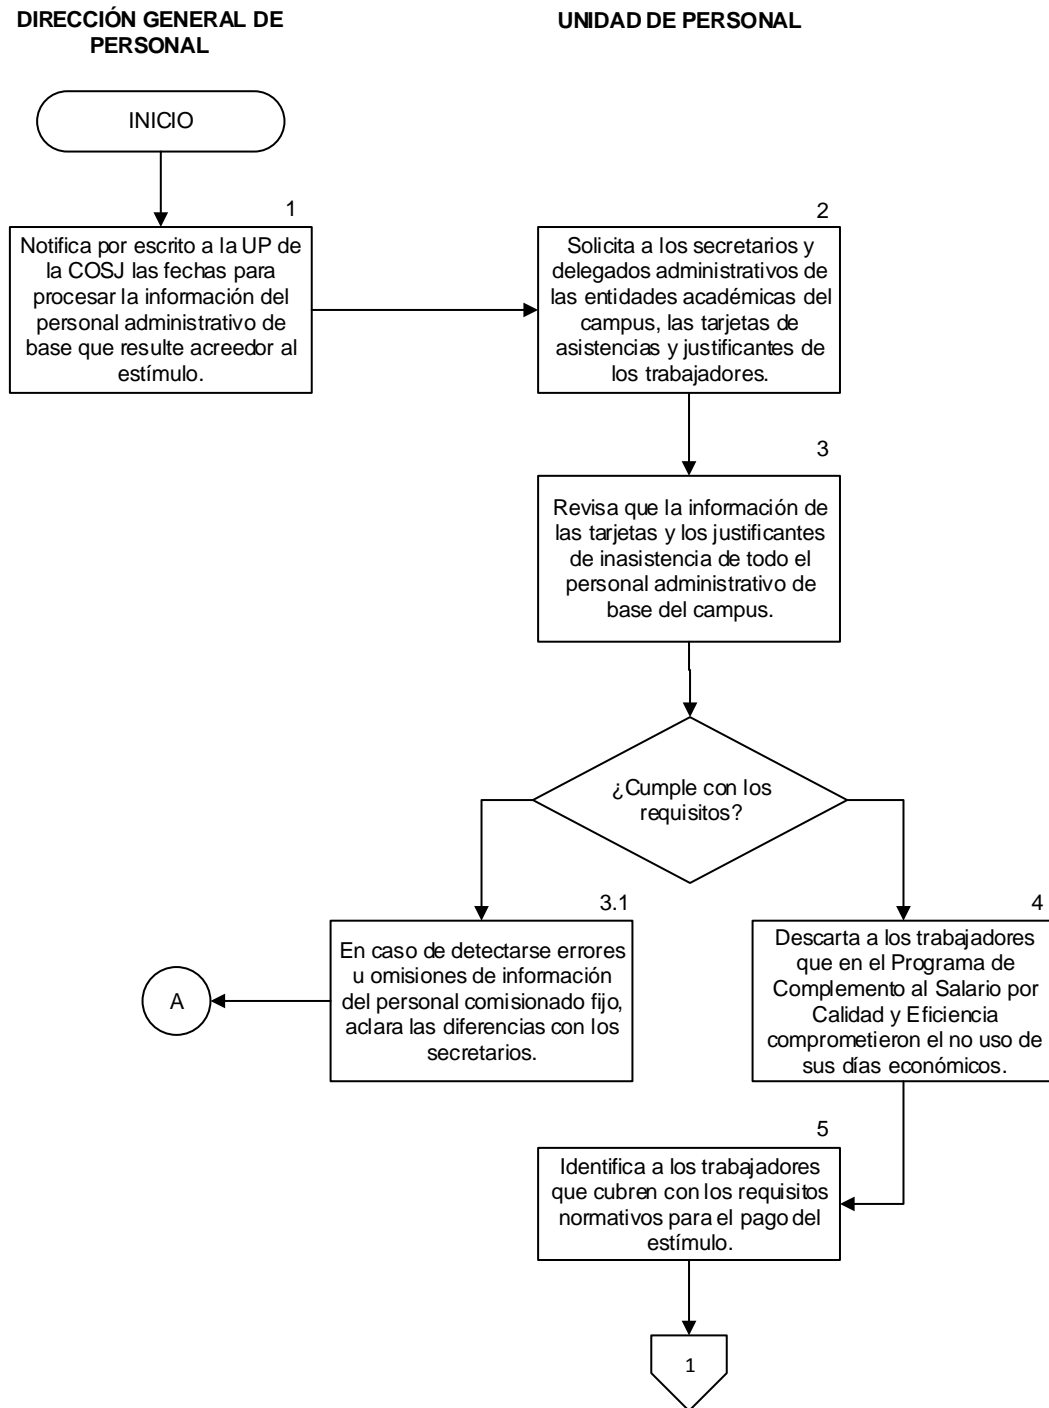 DIRECCIÓN GENERAL DE
PERSONAL
UNIDAD DE PERSONAL
INICIO
1
Notifica por escrito a la UP de
la COSJ las fechas para
procesar la información del
personal administrativo de
base que resulte acreedor al
estímulo.
2
Solicita a los secretarios y
delegados administrativos de
las entidades académicas del
campus, las tarjetas de
asistencias y justificantes de
los trabajadores.
3
Revisa que la información de
las tarjetas y los justificantes
de inasistencia de todo el
personal administrativo de
base del campus.
¿Cumple con los
requisitos?
3.1
En caso de detectarse errores
u omisiones de información
del personal comisionado fijo,
aclara las diferencias con los
secretarios.
A
4
Descarta a los trabajadores
que en el Programa de
Complemento al Salario por
Calidad y Eficiencia
comprometieron el no uso de
sus días económicos.
5
Identifica a los trabajadores
que cubren con los requisitos
normativos para el pago del
estímulo.
1